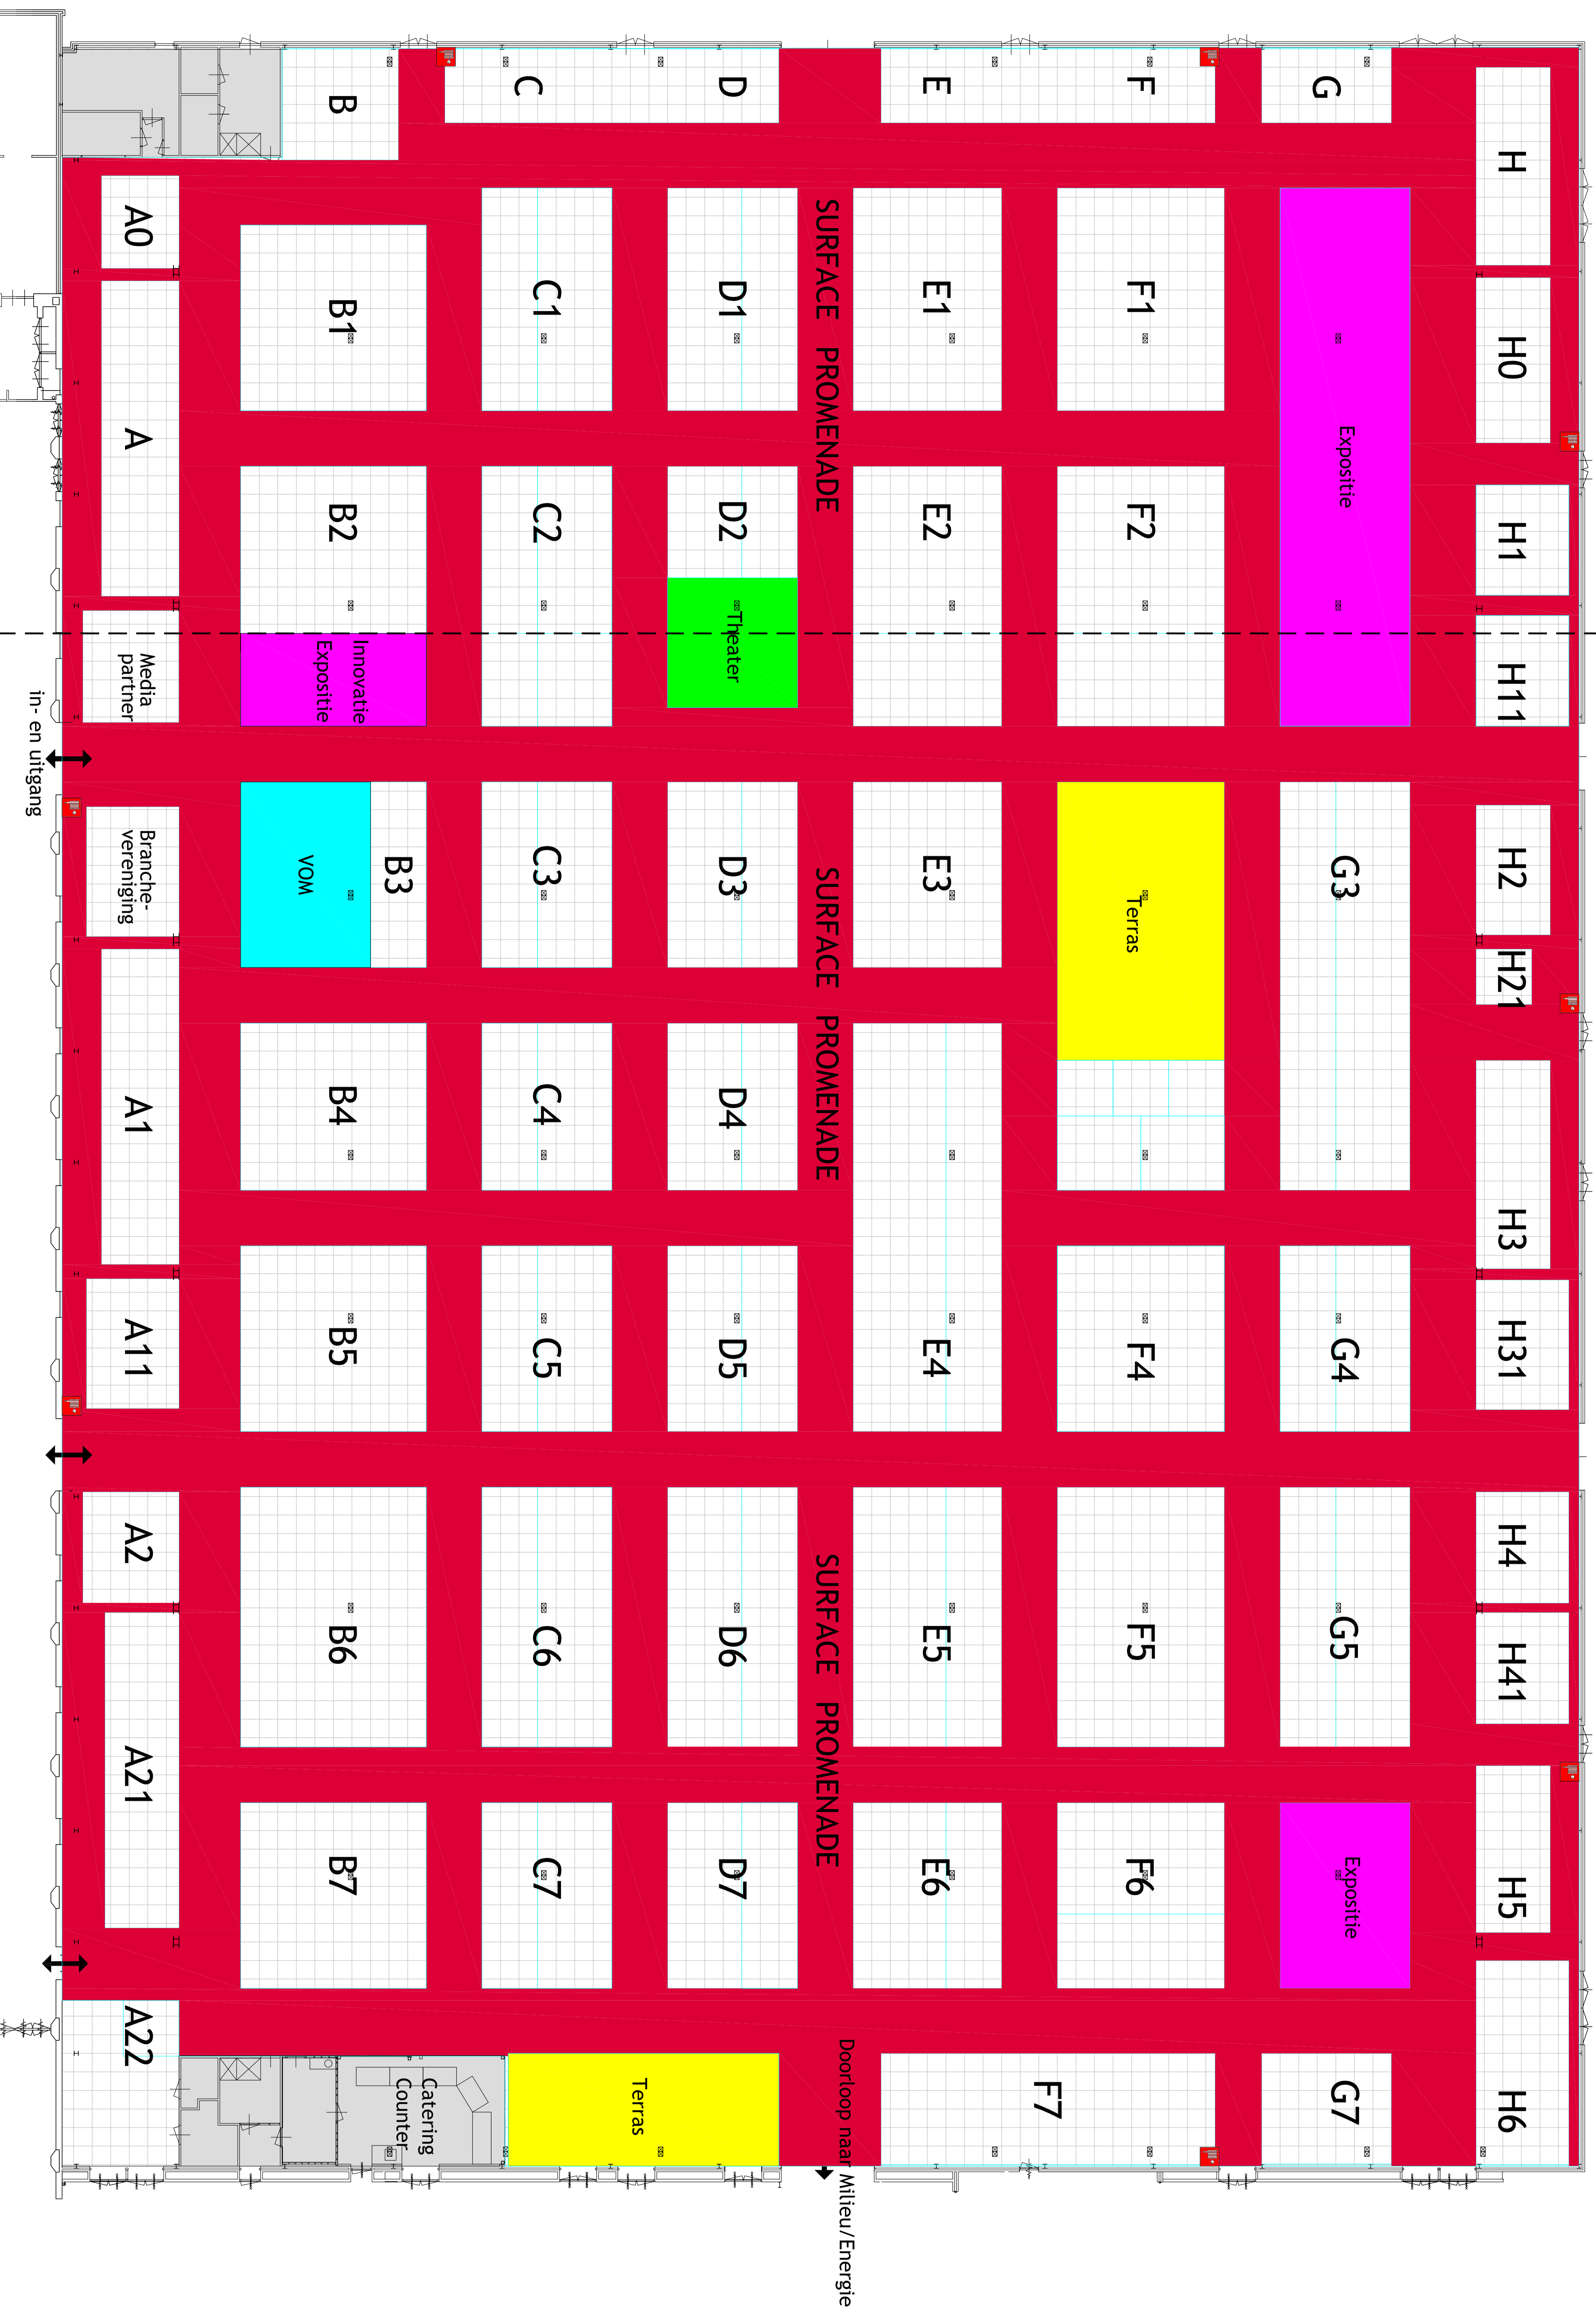 H
H0
H1
H11
H2
H21
H3
H31
H4
H41
H5
H6
G
Expositie
G3
G4
G5
Expositie
G7
F
F1
F2
Terras
F4
F5
F6
F7
E
E1
E2
E3
E4
E5
E6
SURFACE PROMENADE
SURFACE PROMENADE
SURFACE PROMENADE
Doorloop naar Milieu/Energie
D
D1
D2
Theater
D3
D4
D5
D6
D7
Terras
C
C1
C2
C3
C4
C5
C6
C7
Catering
Counter
B
B1
B2
Innovatie
Expositie
B3
VOM
B4
B5
B6
B7
A0
A
Media
partner
Branche-
vereniging
A1
A11
A2
A21
A22
in- en uitgang